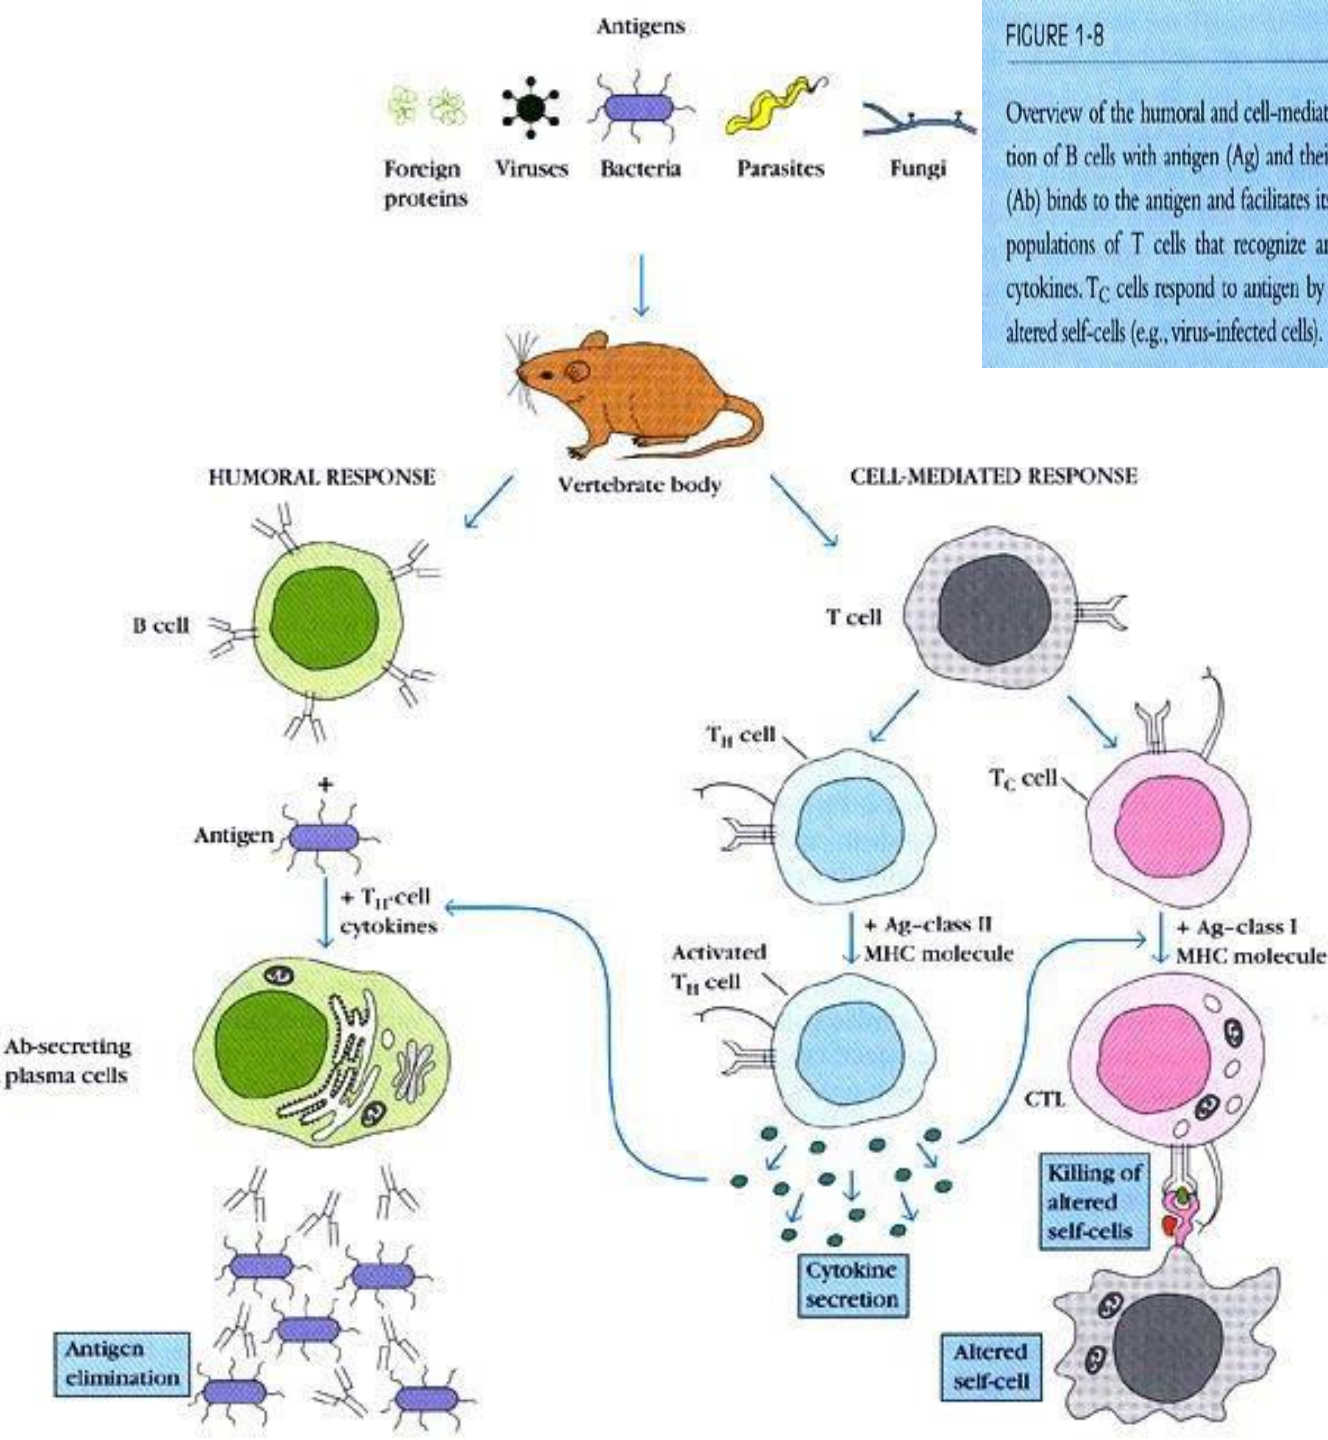 Antigens
Foreign
proteins
Viruses
Bacteria
Parasites
Fungi
FIGURE 1-8
Overview of the humoral and cell-mediat
tion of B cells with antigen (Ag) and thei
(Ab) binds to the antigen and facilitates its
populations of T cells that recognize an
cytokines. TC cells respond to antigen by
altered self-cells (e.g., virus-infected cells).
Vertebrate body
HUMORAL RESPONSE
CELL-MEDIATED RESPONSE
B cell
T cell
+
Antigen
+ TH-cell
cytokines
TH cell
TC cell
+ Ag-class II
MHC molecule
+ Ag-class I
MHC molecule
Activated
TH cell
Ab-secreting
plasma cells
CTL
Killing of
altered
self-cells
Cytokine
secretion
Antigen
elimination
Altered
self-cell